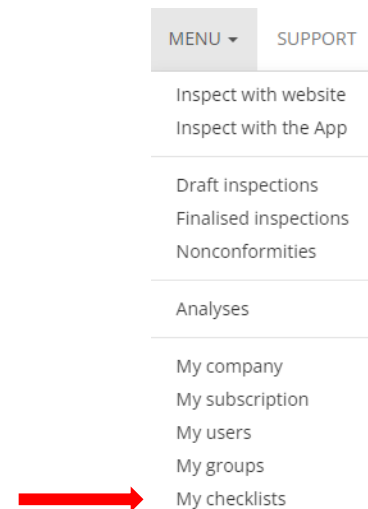 MENU SUPPORT
Inspect with website
Inspect with the App
Draft inspections
Finalised inspections
Nonconformities
Analyses
My company
My subscription
My users
My groups
My checklists